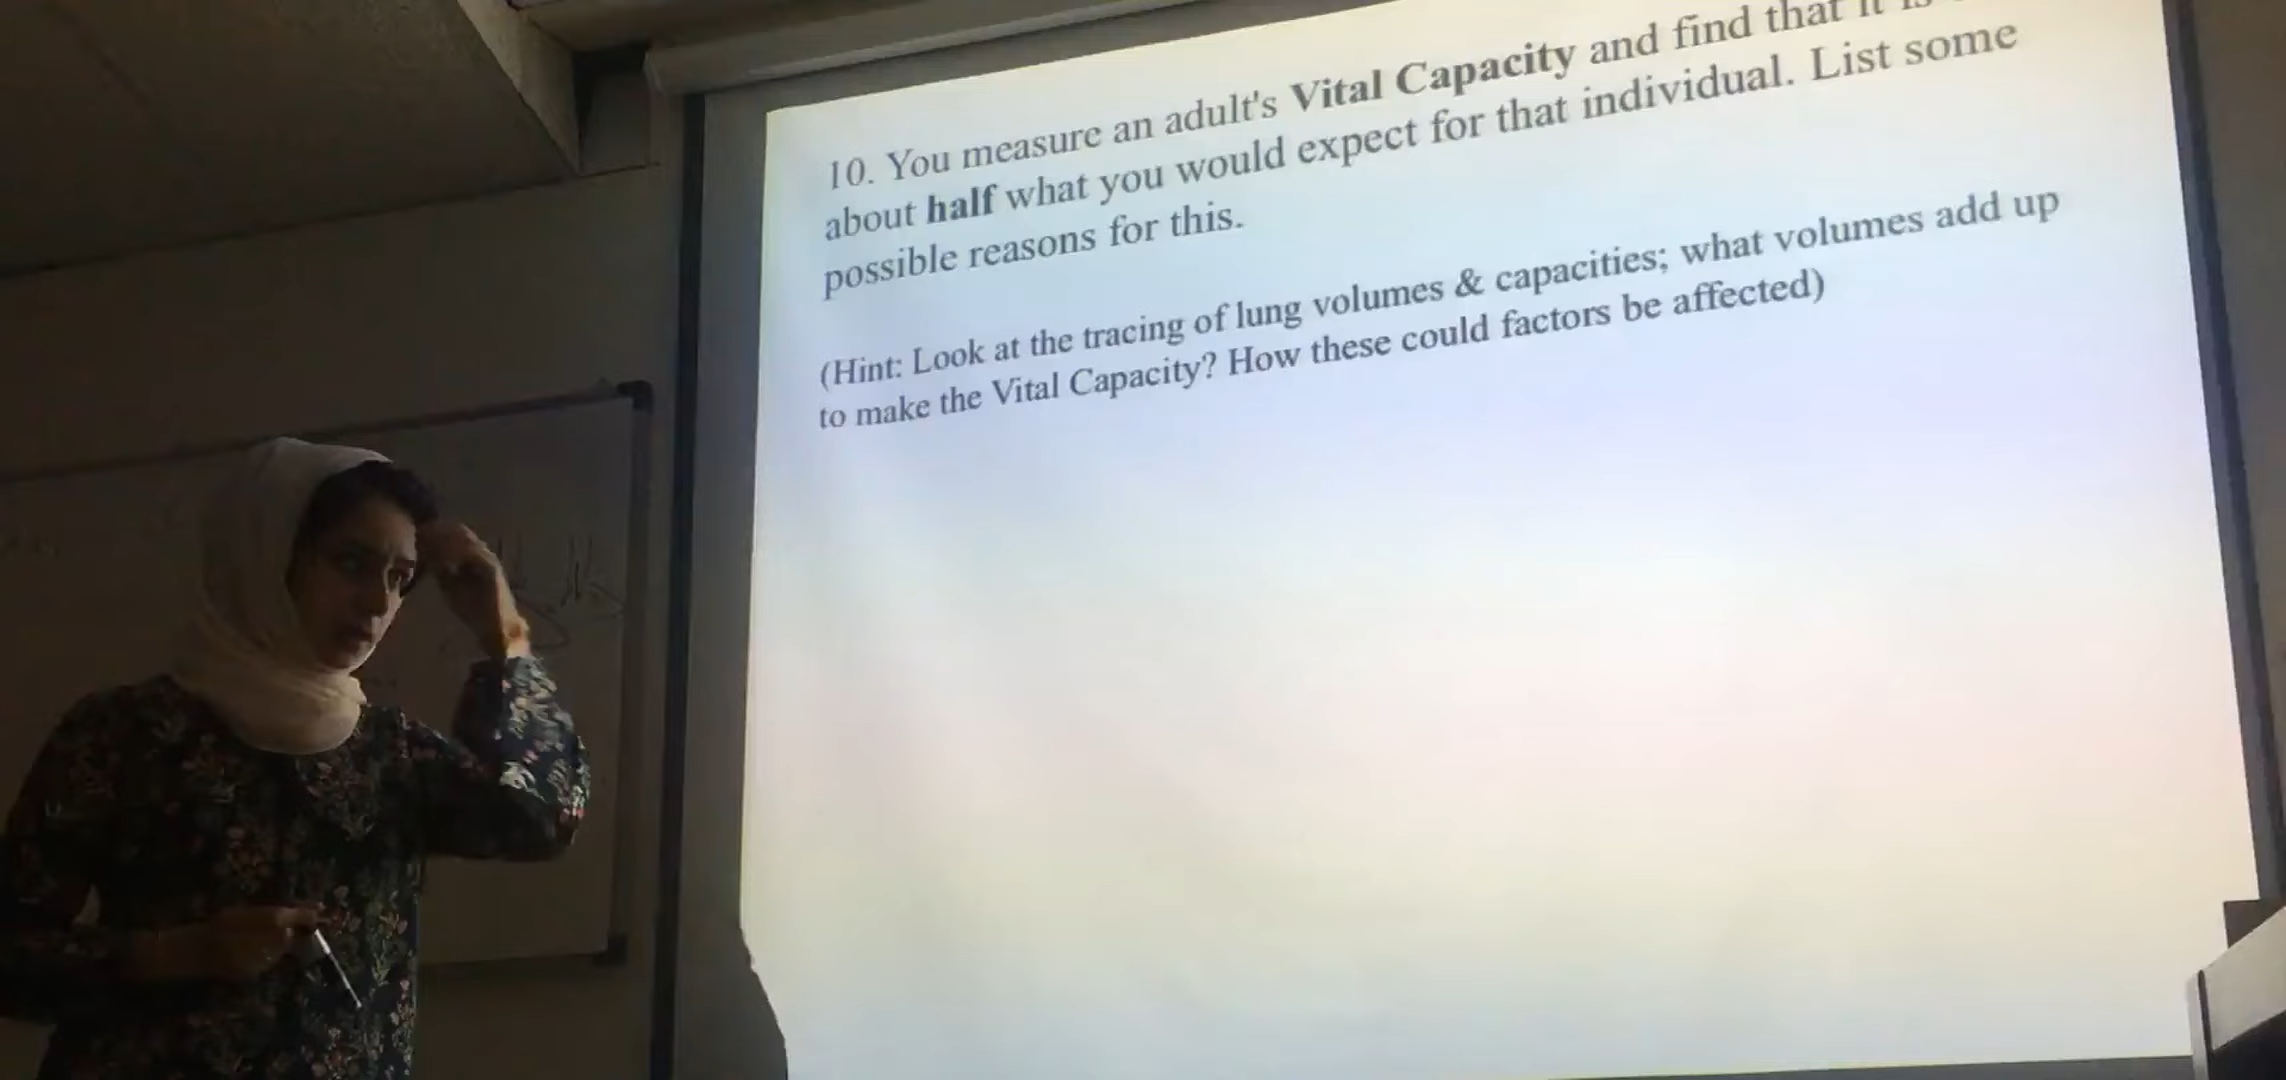 10. You measure an adult's Vital Capacity and find that it is
about half what you would expect for that individual. List some
possible reasons for this.
(Hint: Look at the tracing of lung volumes & capacities; what volumes add up
to make the Vital Capacity? How these could factors be affected)